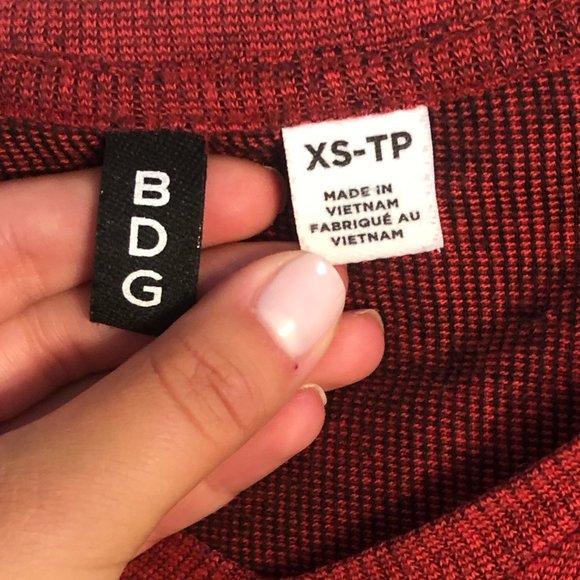 B
D
G
XS-TP
MADE IN
VIETNAM
FABRIQUÉ AU
VIETNAM